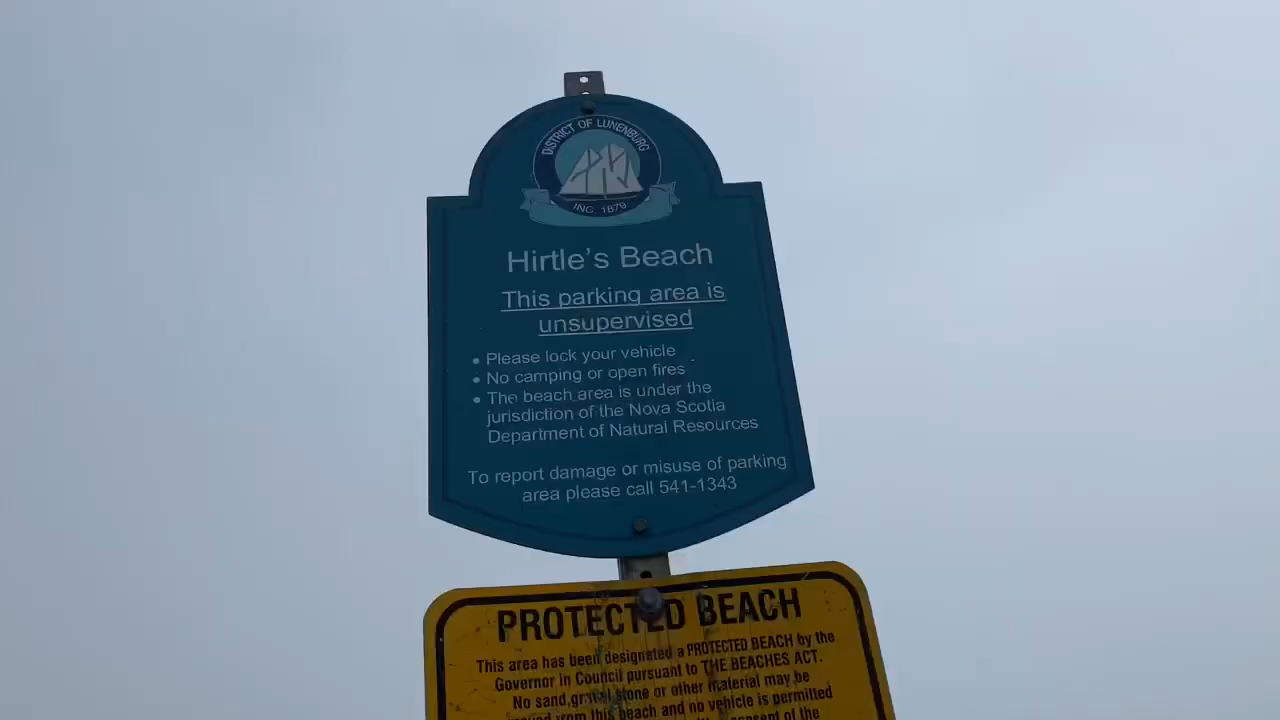 DISTRICT OF LUNENBURG
INC. 1879
Hirtle's Beach
This parking area is
unsupervised
• Please lock your vehicle
• No camping or open fires
• The beach area is under the
jurisdiction of the Nova Scotia
Department of Natural Resources
To report damage or misuse of parking
area please call 541-1343
PROTECTED BEACH
This area has been designated a PROTECTED BEACH by the
Governor in Council pursuant to THE BEACHES ACT.
No sand, gravel, stone or other material may be
from this beach and no vehicle is permitted
consent of the